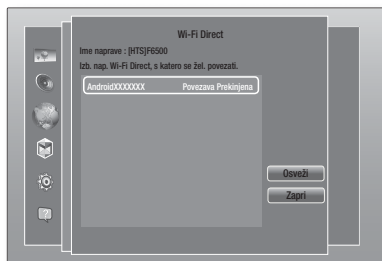 Wi-Fi Direct
Ime naprave : [HTS]F6500
Izb. nap. Wi-Fi Direct, s katero se žel. povezati.
AndroidXXXXXXX Povezava Prekinjena
Osveži
Zapri